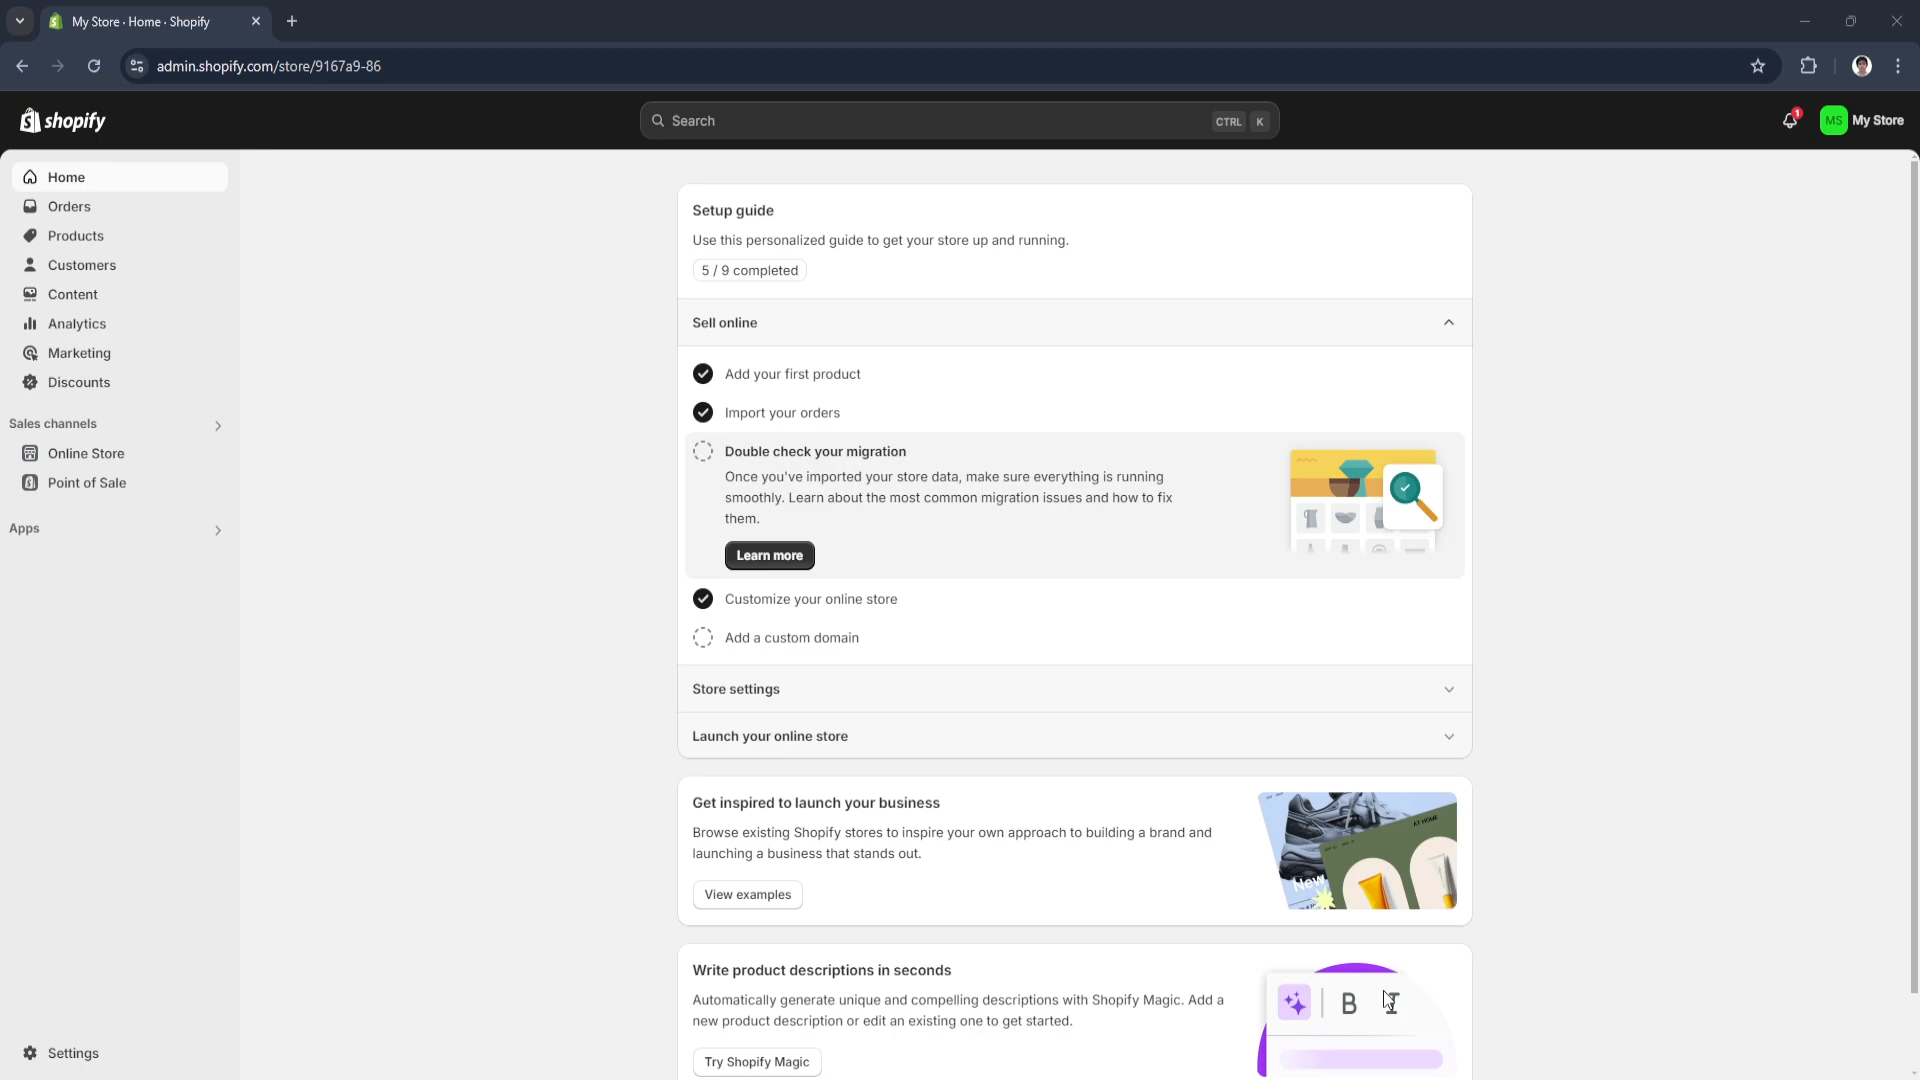 My Store · Home · Shopify
admin.shopify.com/store/9167a9-86
shopify
Search
CTRL K
1
MS My Store
Home
Orders
Products
Customers
Content
Analytics
Marketing
Discounts
Sales channels
Online Store
Point of Sale
Apps
Settings
Setup guide
Use this personalized guide to get your store up and running.
5 / 9 completed
Sell online
Add your first product
Import your orders
Double check your migration
Once you've imported your store data, make sure everything is running
smoothly. Learn about the most common migration issues and how to fix
them.
Learn more
Customize your online store
Add a custom domain
Store settings
Launch your online store
Get inspired to launch your business
Browse existing Shopify stores to inspire your own approach to building a brand and
launching a business that stands out.
View examples
AT HOME
New
Write product descriptions in seconds
Automatically generate unique and compelling descriptions with Shopify Magic. Add a
new product description or edit an existing one to get started.
Try Shopify Magic
B I